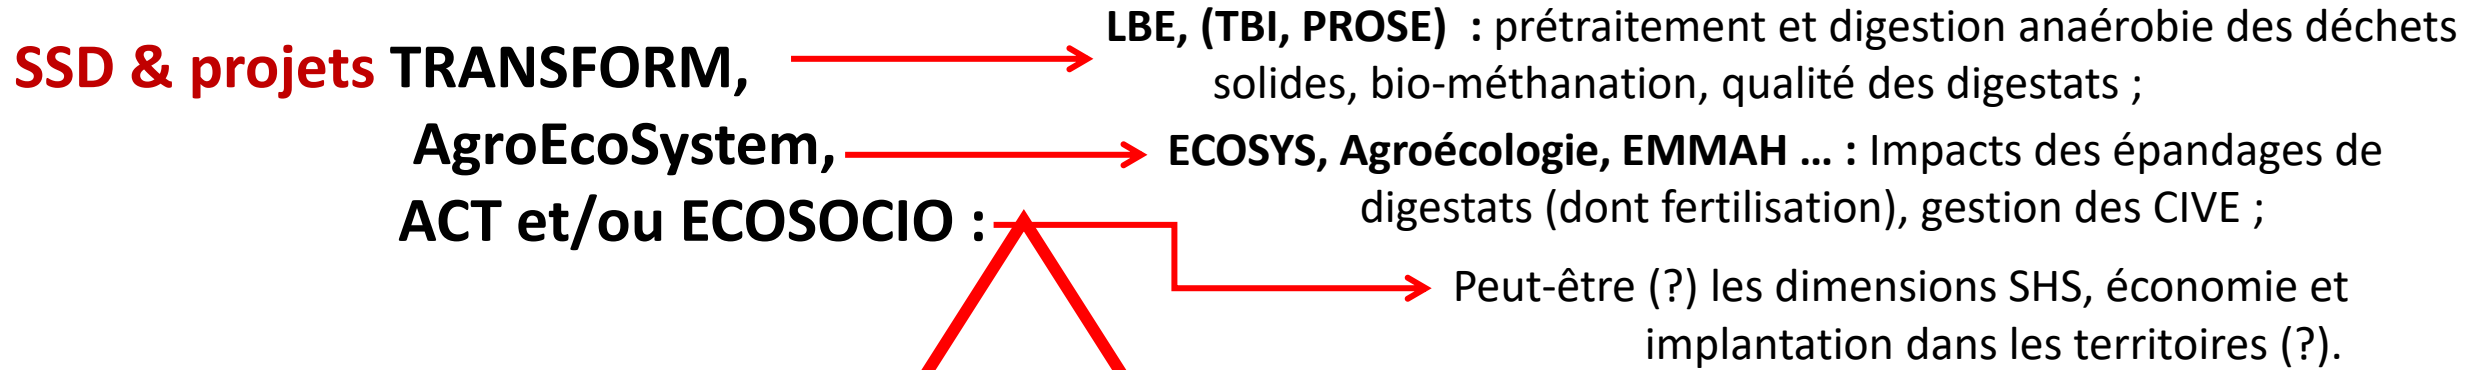 SSD & projets TRANSFORM,
LBE, (TBI, PROSE) : prétraitement et digestion anaérobie des déchets
solides, bio-méthanation, qualité des digestats ;
AgroEcoSystem,
ECOSYS, Agroécologie, EMMAH ... : Impacts des épandages de
digestats (dont fertilisation), gestion des CIVE ;
ACT et/ou ECOSOCIO :
Peut-être (?) les dimensions SHS, économie et
implantation dans les territoires (?).